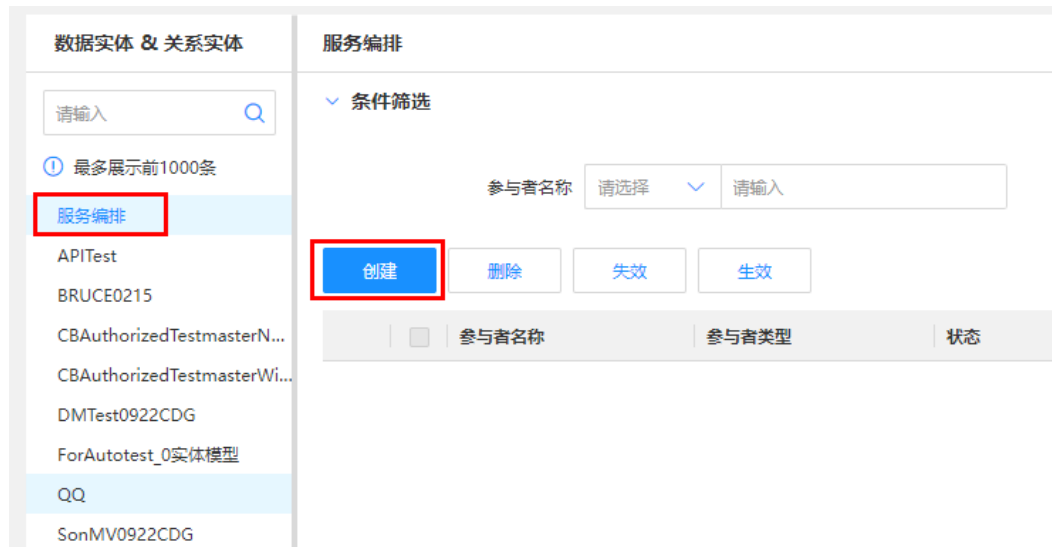 数据实体 & 关系实体
请输入
最多展示前1000条
服务编排
APITest
BRUCE0215
CBAuthorizedTestmasterN...
CBAuthorizedTestmasterWi...
DMTest0922CDG
ForAutotest_0实体模型
QQ
SonMV0922CDG
服务编排
条件筛选
参与者名称 请选择 请输入
创建 删除 失效 生效
参与者名称 参与者类型 状态